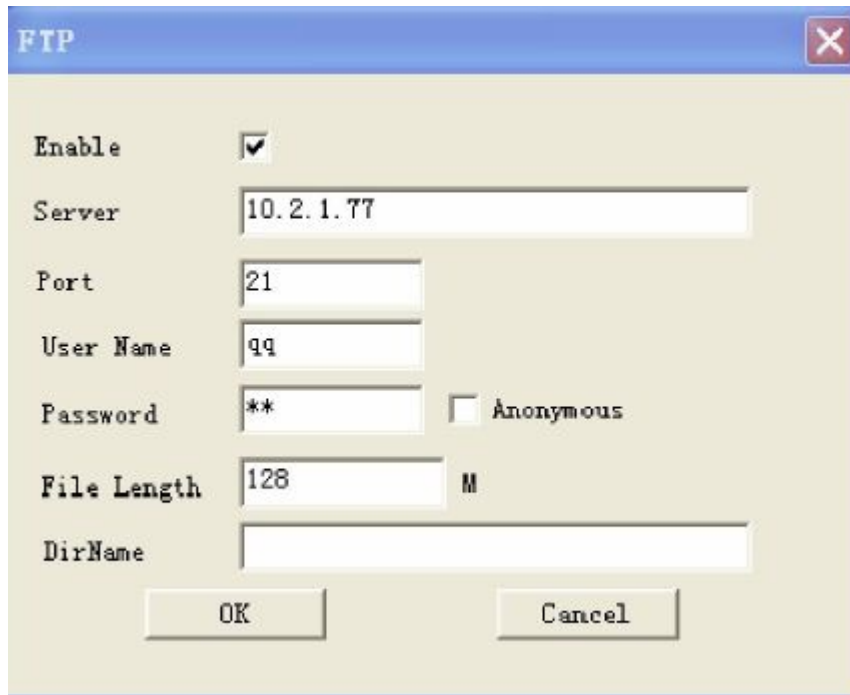 FTP
Enable
Server 10.2.1.77
Port 21
User Name qq
Password ** Anonymous
File Length 128 M
DirName
OK Cancel